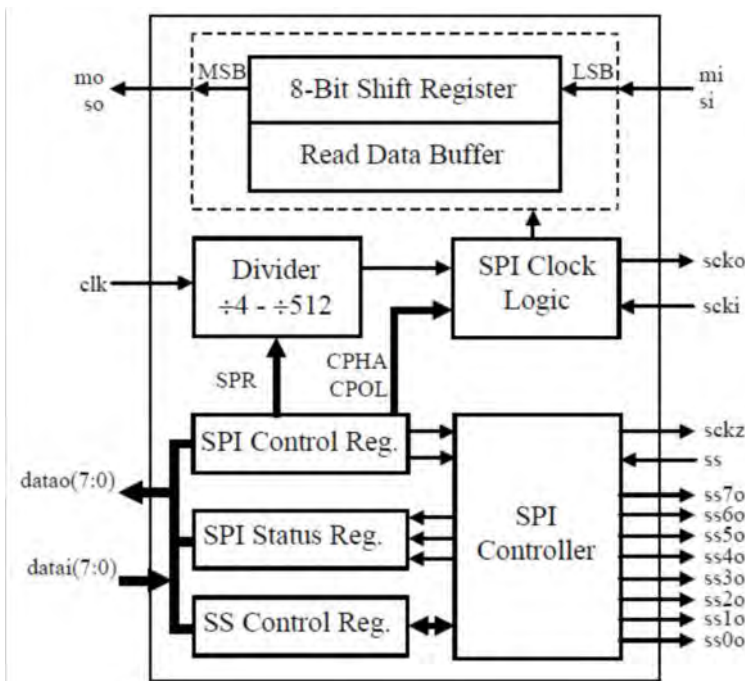 mo
so
MSB
8-Bit Shift Register
LSB
mi
si
Read Data Buffer
clk
Divider
÷4 - ÷512
SPI Clock
Logic
scko
scki
SPR
CPHA
CPOL
SPI Control Reg.
sckz
ss
datao(7:0)
SPI Status Reg.
SPI
Controller
datai(7:0)
SS Control Reg.
ss7o
ss6o
ss5o
ss4o
ss3o
ss2o
ss1o
ss0o